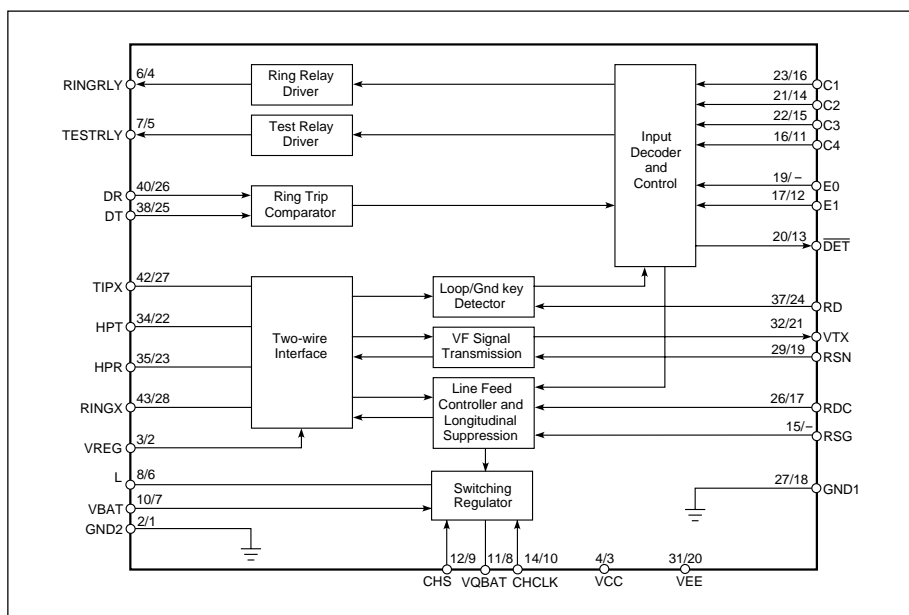 RINGRLY 6/4
Ring Relay
Driver
TESTRLY 7/5
Test Relay
Driver
DR 40/26
DT 38/25
Ring Trip
Comparator
Input
Decoder
and
Control
23/16 C1
21/14 C2
22/15 C3
16/11 C4
19/ – E0
17/12 E1
20/13 DET
TIPX 42/27
HPT 34/22
HPR 35/23
RINGX 43/28
VREG 3/2
Two-wire
Interface
Loop/Gnd key
Detector
VF Signal
Transmission
Line Feed
Controller and
Longitudinal
Suppression
37/24 RD
32/21 VTX
29/19 RSN
26/17 RDC
15/– RSG
L 8/6
VBAT 10/7
GND2 2/1
Switching
Regulator
27/18 GND1
12/9 11/8 14/10 4/3 31/20
CHS VQBAT CHCLK VCC VEE